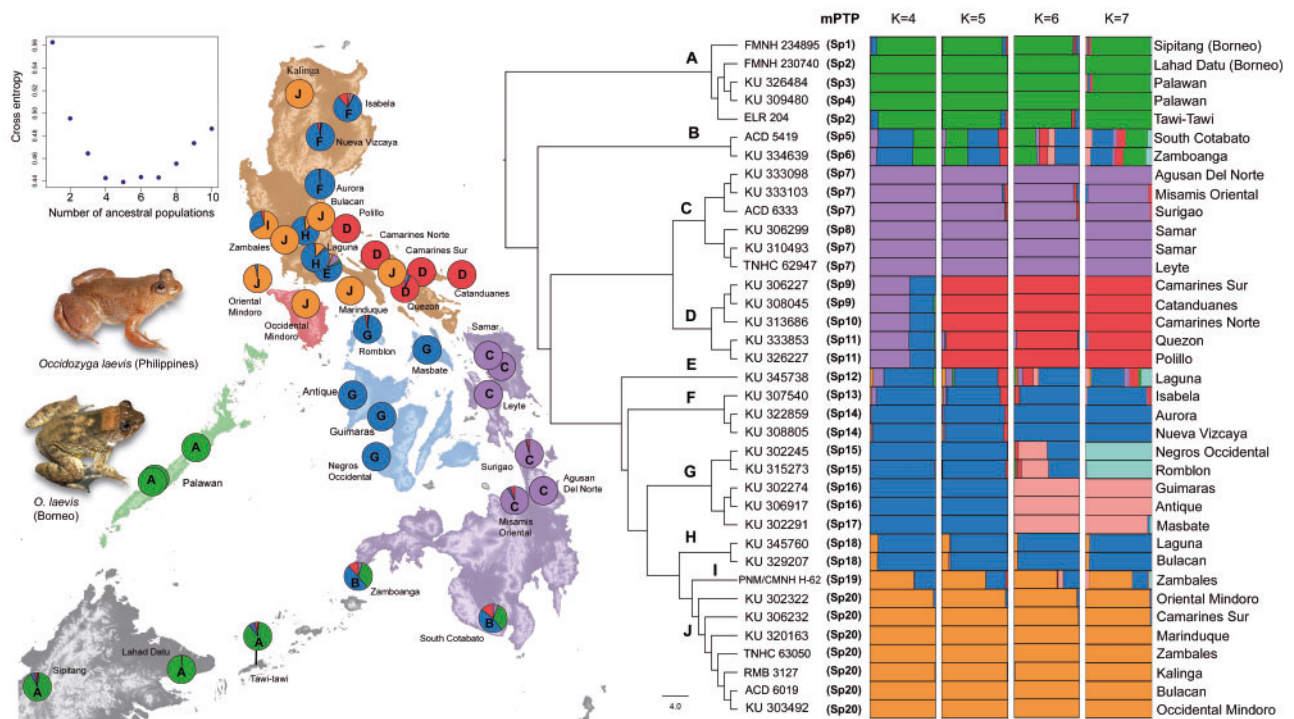 Cross entropy
0.56
0.54
0.52
0.50
0.48
0.46
0.44
2 4 6 8 10
Number of ancestral populations
Occidozyga laevis (Philippines)
O. laevis
(Borneo)
Kalinga
J
Isabela
F
Nueva Vizcaya
F
Aurora
F
Bulacan
J
Polillo
D
Zambales
I
J
H
Laguna
H
E
Camarines Norte
D
Camarines Sur
J
D
Catanduanes
D
Quezon
D
Oriental
Mindoro
J
Occidental
Mindoro
J
Marinduque
J
Romblon
G
Masbate
G
Samar
C
C
Leyte
C
Antique
G
Guimaras
G
Negros
Occidental
G
Surigao
C
Agusan
Del Norte
C
Misamis
Oriental
C
Palawan
A
A
Zamboanga
B
South Cotabato
B
Tawi-tawi
A
Lahad Datu
A
Sipitang
A
mPTP K=4 K=5 K=6 K=7
A
B
C
D
E
F
G
H
I
J
FMNH 234895 (Sp1) Sipitang (Borneo)
FMNH 230740 (Sp2) Lahad Datu (Borneo)
KU 326484 (Sp3) Palawan
KU 309480 (Sp4) Palawan
ELR 204 (Sp2) Tawi-Tawi
ACD 5419 (Sp5) South Cotabato
KU 334639 (Sp6) Zamboanga
KU 333098 (Sp7) Agusan Del Norte
KU 333103 (Sp7) Misamis Oriental
ACD 6333 (Sp7) Surigao
KU 306299 (Sp8) Samar
KU 310493 (Sp7) Samar
TNHC 62947 (Sp7) Leyte
KU 306227 (Sp9) Camarines Sur
KU 308045 (Sp9) Catanduanes
KU 313686 (Sp10) Camarines Norte
KU 333853 (Sp11) Quezon
KU 326227 (Sp11) Polillo
KU 345738 (Sp12) Laguna
KU 307540 (Sp13) Isabela
KU 322859 (Sp14) Aurora
KU 308805 (Sp14) Nueva Vizcaya
KU 302245 (Sp15) Negros Occidental
KU 315273 (Sp15) Romblon
KU 302274 (Sp16) Guimaras
KU 306917 (Sp16) Antique
KU 302291 (Sp17) Masbate
KU 345760 (Sp18) Laguna
KU 329207 (Sp18) Bulacan
PNM/CMNH H-62 (Sp19) Zambales
KU 302322 (Sp20) Oriental Mindoro
KU 306232 (Sp20) Camarines Sur
KU 320163 (Sp20) Marinduque
TNHC 63050 (Sp20) Zambales
RMB 3127 (Sp20) Kalinga
ACD 6019 (Sp20) Bulacan
KU 303492 (Sp20) Occidental Mindoro
4.0